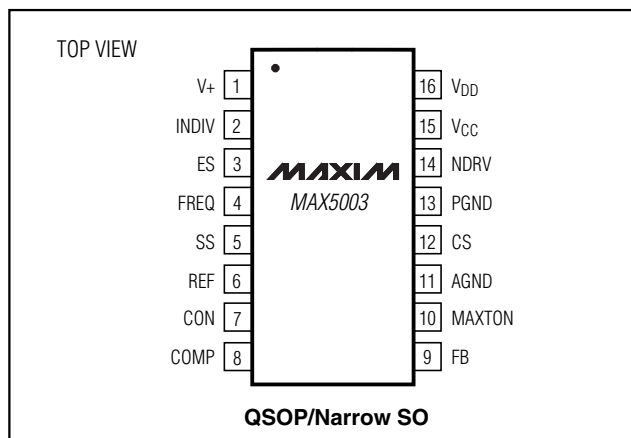 TOP VIEW
V+ 1
INDIV 2
ES 3
FREQ 4
SS 5
REF 6
CON 7
COMP 8
MAXIM
MAX5003
16 VDD
15 VCC
14 NDRV
13 PGND
12 CS
11 AGND
10 MAXTON
9 FB
QSOP/Narrow SO